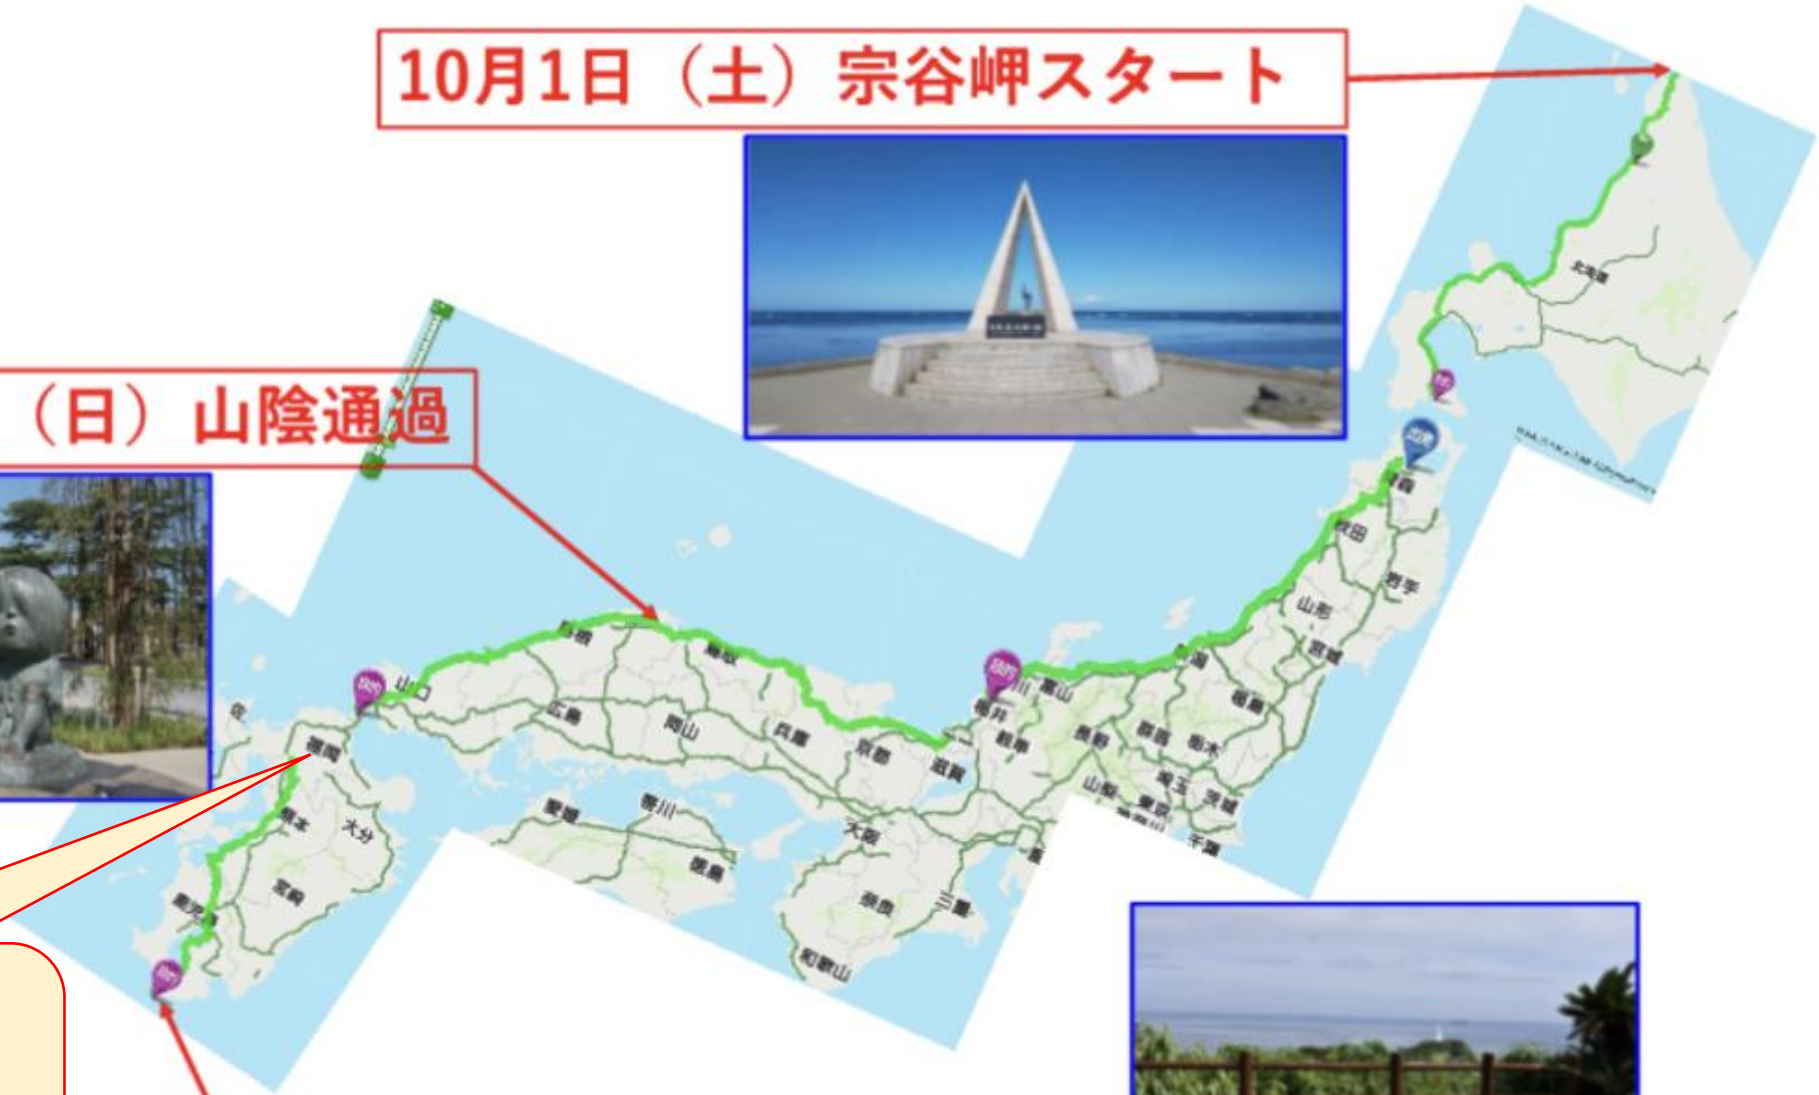 10月1日（土）宗谷岬スタート
（日）山陰通過
北海道
出発
青森
秋田
岩手
山形
宮城
新潟
富山
福島
福井
岐阜
長野
群馬
栃木
滋賀
山梨
埼玉
東京
茨城
神奈川
千葉
島根
鳥取
山口
広島
岡山
兵庫
京都
佐
福岡
愛媛
香川
徳島
大阪
奈良
三重
和歌山
熊本
大分
宮崎
鹿児島